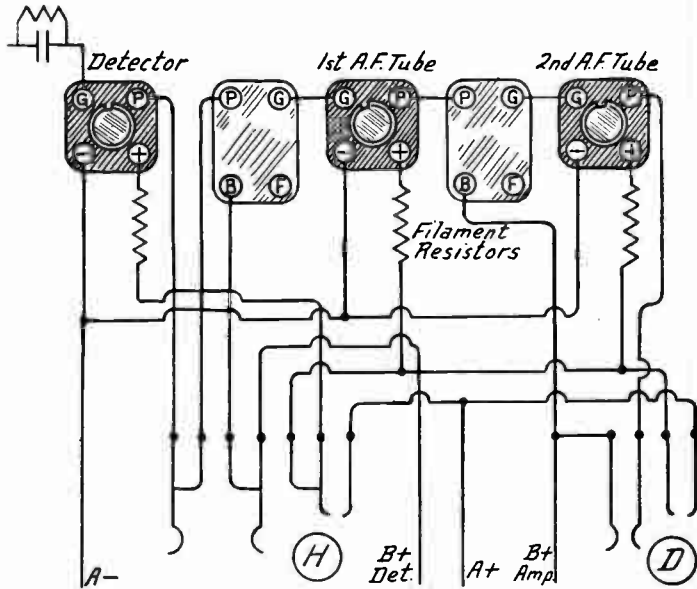 Detector
1st A.F. Tube
2nd A.F. Tube
G P
P G
G P
P G
G P
- +
B F
- +
B F
- +
Filament
Resistors
H
D
A-
B+
Det.
A+
B+
Amp.